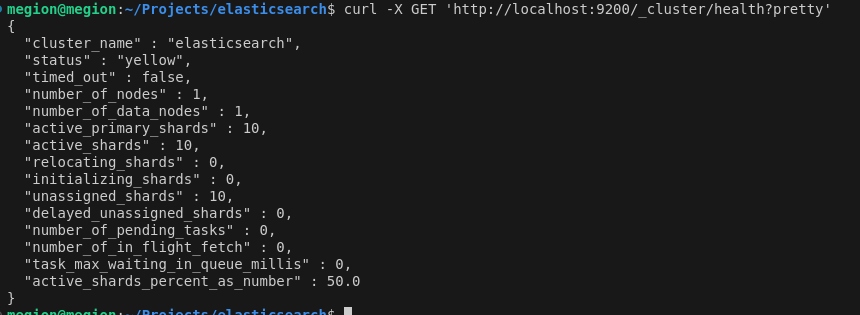 megion@megion:~/Projects/elasticsearch$ curl -X GET 'http://localhost:9200/_cluster/health?pretty'
{
  "cluster_name" : "elasticsearch",
  "status" : "yellow",
  "timed_out" : false,
  "number_of_nodes" : 1,
  "number_of_data_nodes" : 1,
  "active_primary_shards" : 10,
  "active_shards" : 10,
  "relocating_shards" : 0,
  "initializing_shards" : 0,
  "unassigned_shards" : 10,
  "delayed_unassigned_shards" : 0,
  "number_of_pending_tasks" : 0,
  "number_of_in_flight_fetch" : 0,
  "task_max_waiting_in_queue_millis" : 0,
  "active_shards_percent_as_number" : 50.0
}
megion@megion:~/Projects/elasticsearch$